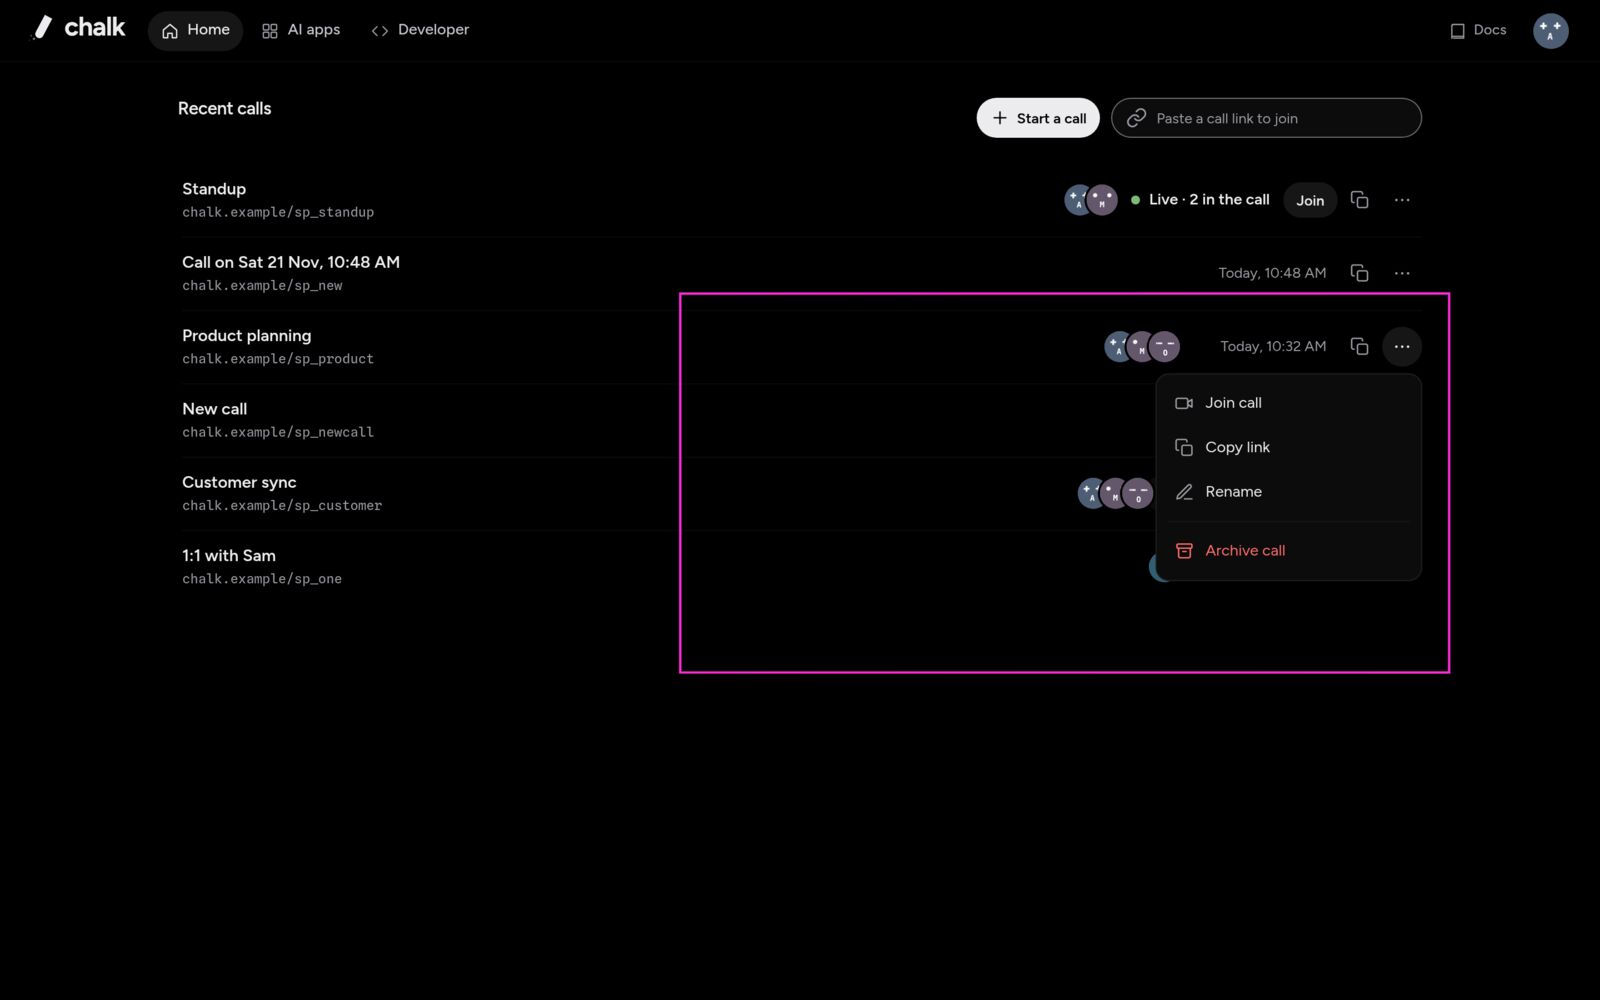 chalk
Home
AI apps
Developer
Docs
A
Recent calls
Start a call
Paste a call link to join
Standup
chalk.example/sp_standup
A M
Live · 2 in the call
Join
Call on Sat 21 Nov, 10:48 AM
chalk.example/sp_new
Today, 10:48 AM
Product planning
chalk.example/sp_product
A M O
Today, 10:32 AM
Join call
Copy link
Rename
Archive call
New call
chalk.example/sp_newcall
Customer sync
chalk.example/sp_customer
A M O
1:1 with Sam
chalk.example/sp_one